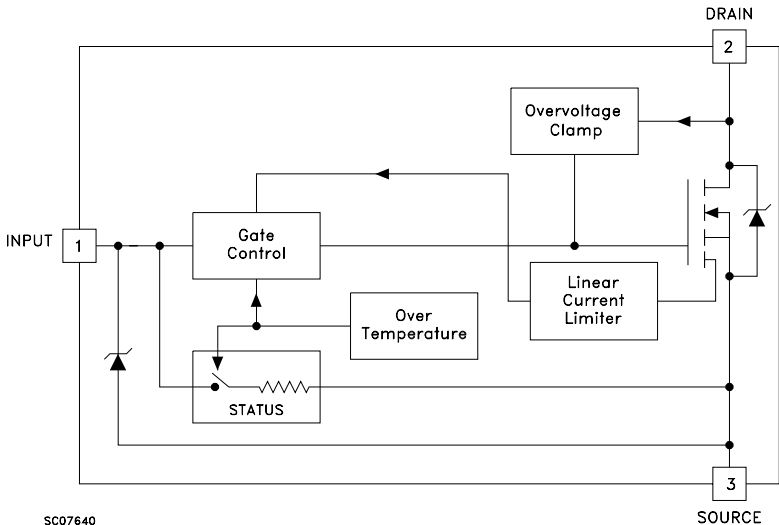 DRAIN
2
Overvoltage
Clamp
INPUT
1
Gate
Control
Linear
Current
Limiter
Over
Temperature
STATUS
3
SC07640
SOURCE